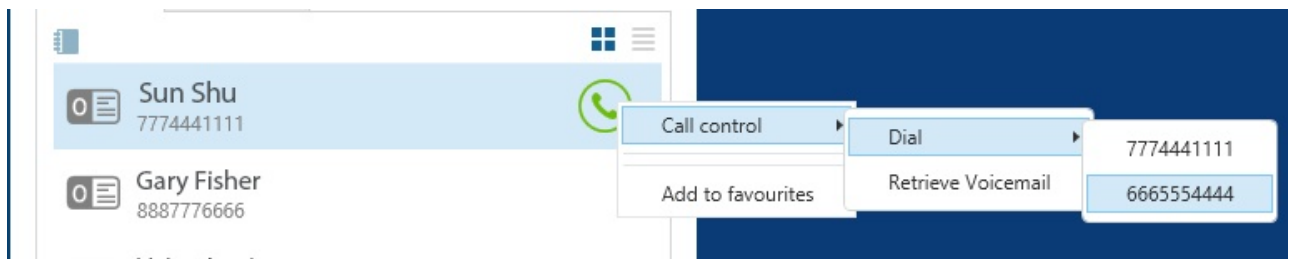 Sun Shu
7774441111
Call control
Dial
7774441111
Gary Fisher
8887776666
Add to favourites
Retrieve Voicemail
6665554444